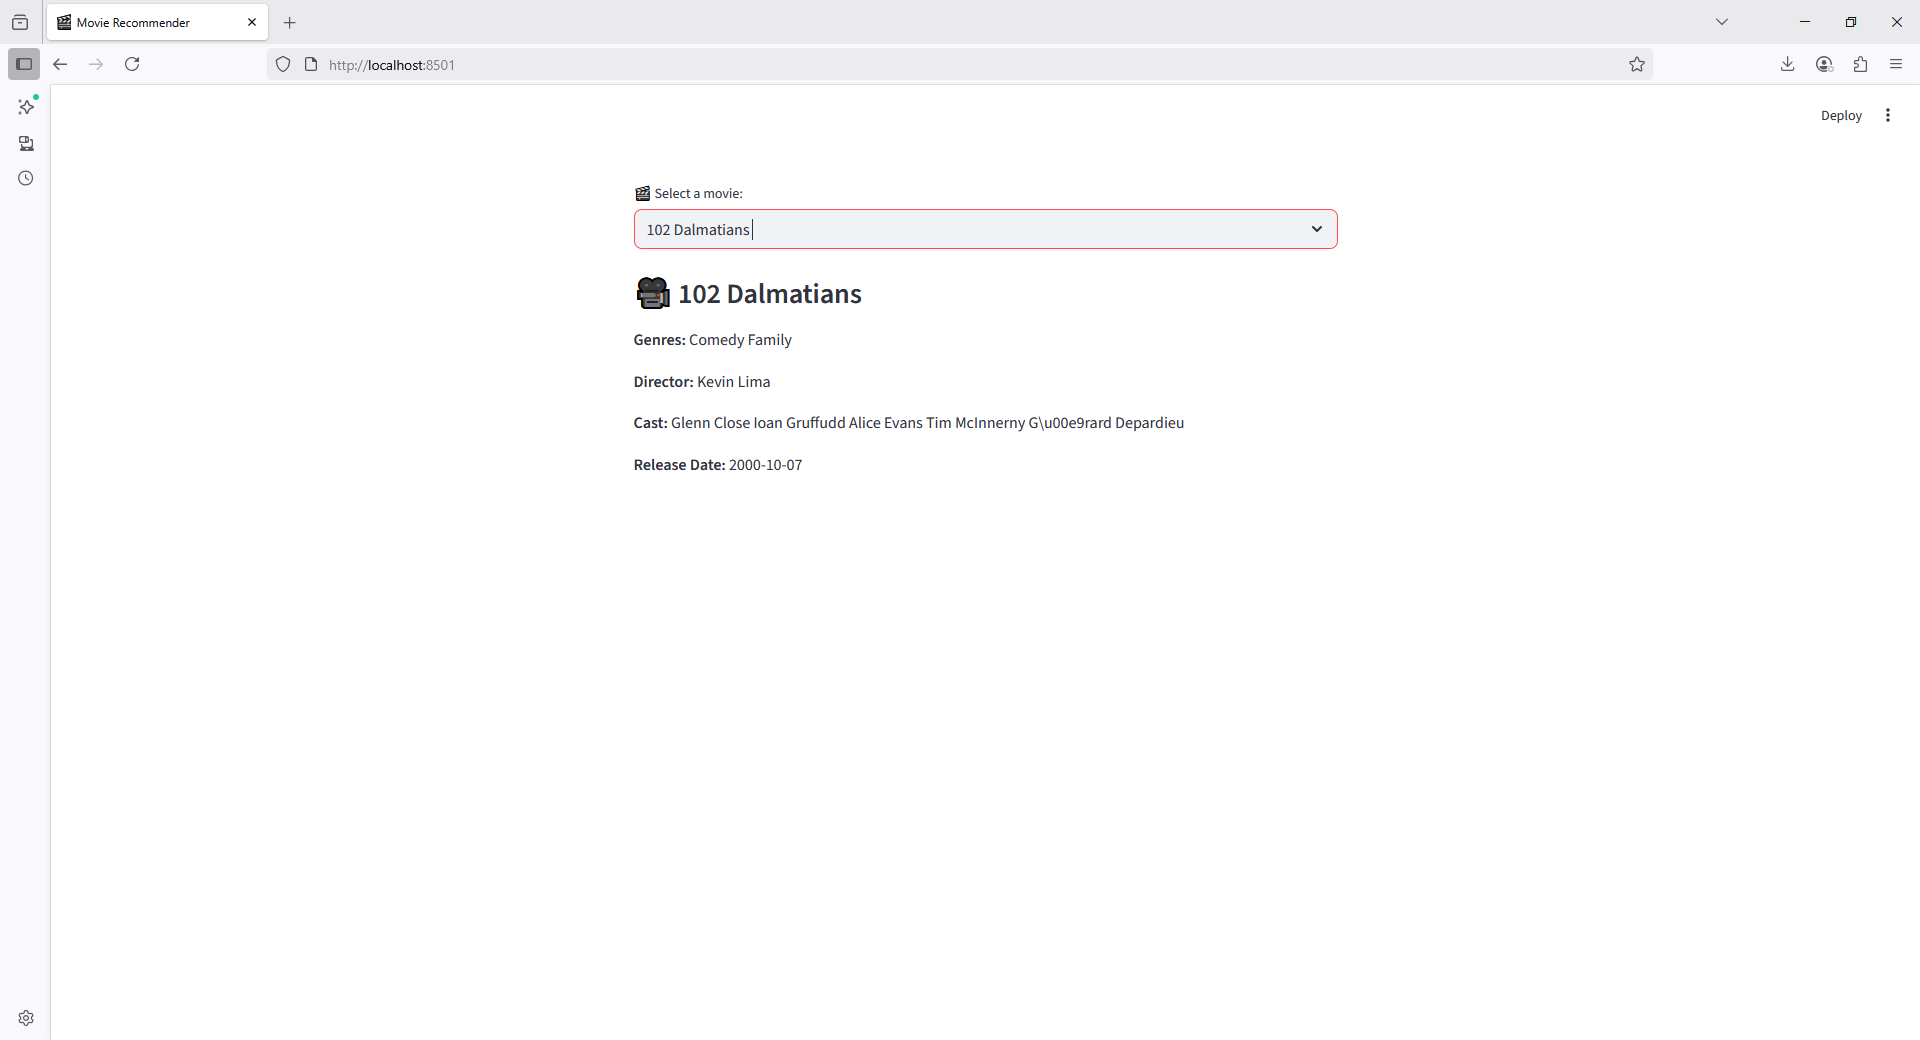 Movie Recommender
http://localhost:8501
Deploy
🎬 Select a movie:
102 Dalmatians
🎥 102 Dalmatians
Genres: Comedy Family
Director: Kevin Lima
Cast: Glenn Close Ioan Gruffudd Alice Evans Tim McInnerny G\u00e9rard Depardieu
Release Date: 2000-10-07